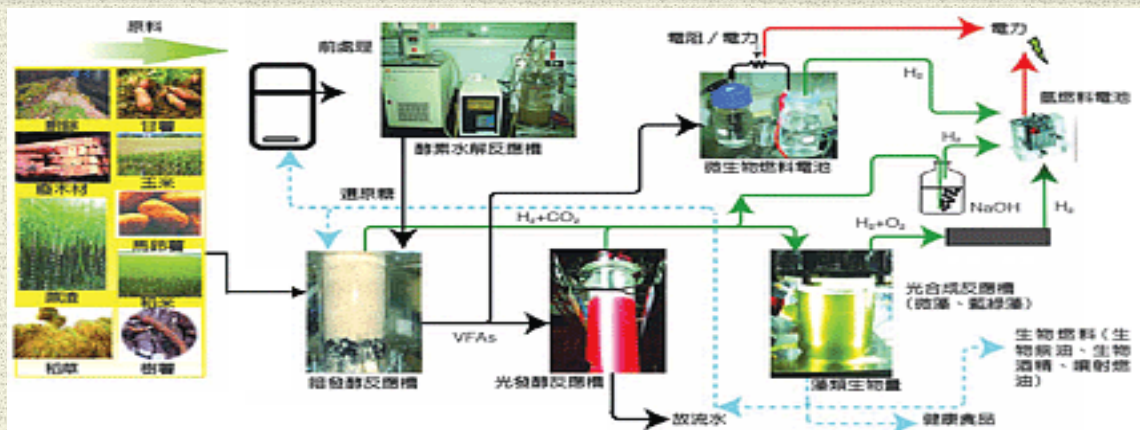 原料
前處理
甘薯
廢木材
玉米
馬鈴薯
蔗渣
稻米
稻草
樹薯
酵素水解反應槽
還原糖
H₂+CO₂
暗發酵反應槽
VFAs
光發酵反應槽
放流水
電阻／電力
微生物燃料電池
H₂
電力
氫燃料電池
H₂
NaOH
H₂+O₂
H₂
光合成反應槽
(微藻、藍綠藻)
藻類生物量
生物燃料(生
物柴油、生物
酒精、噴射燃
油)
健康食品